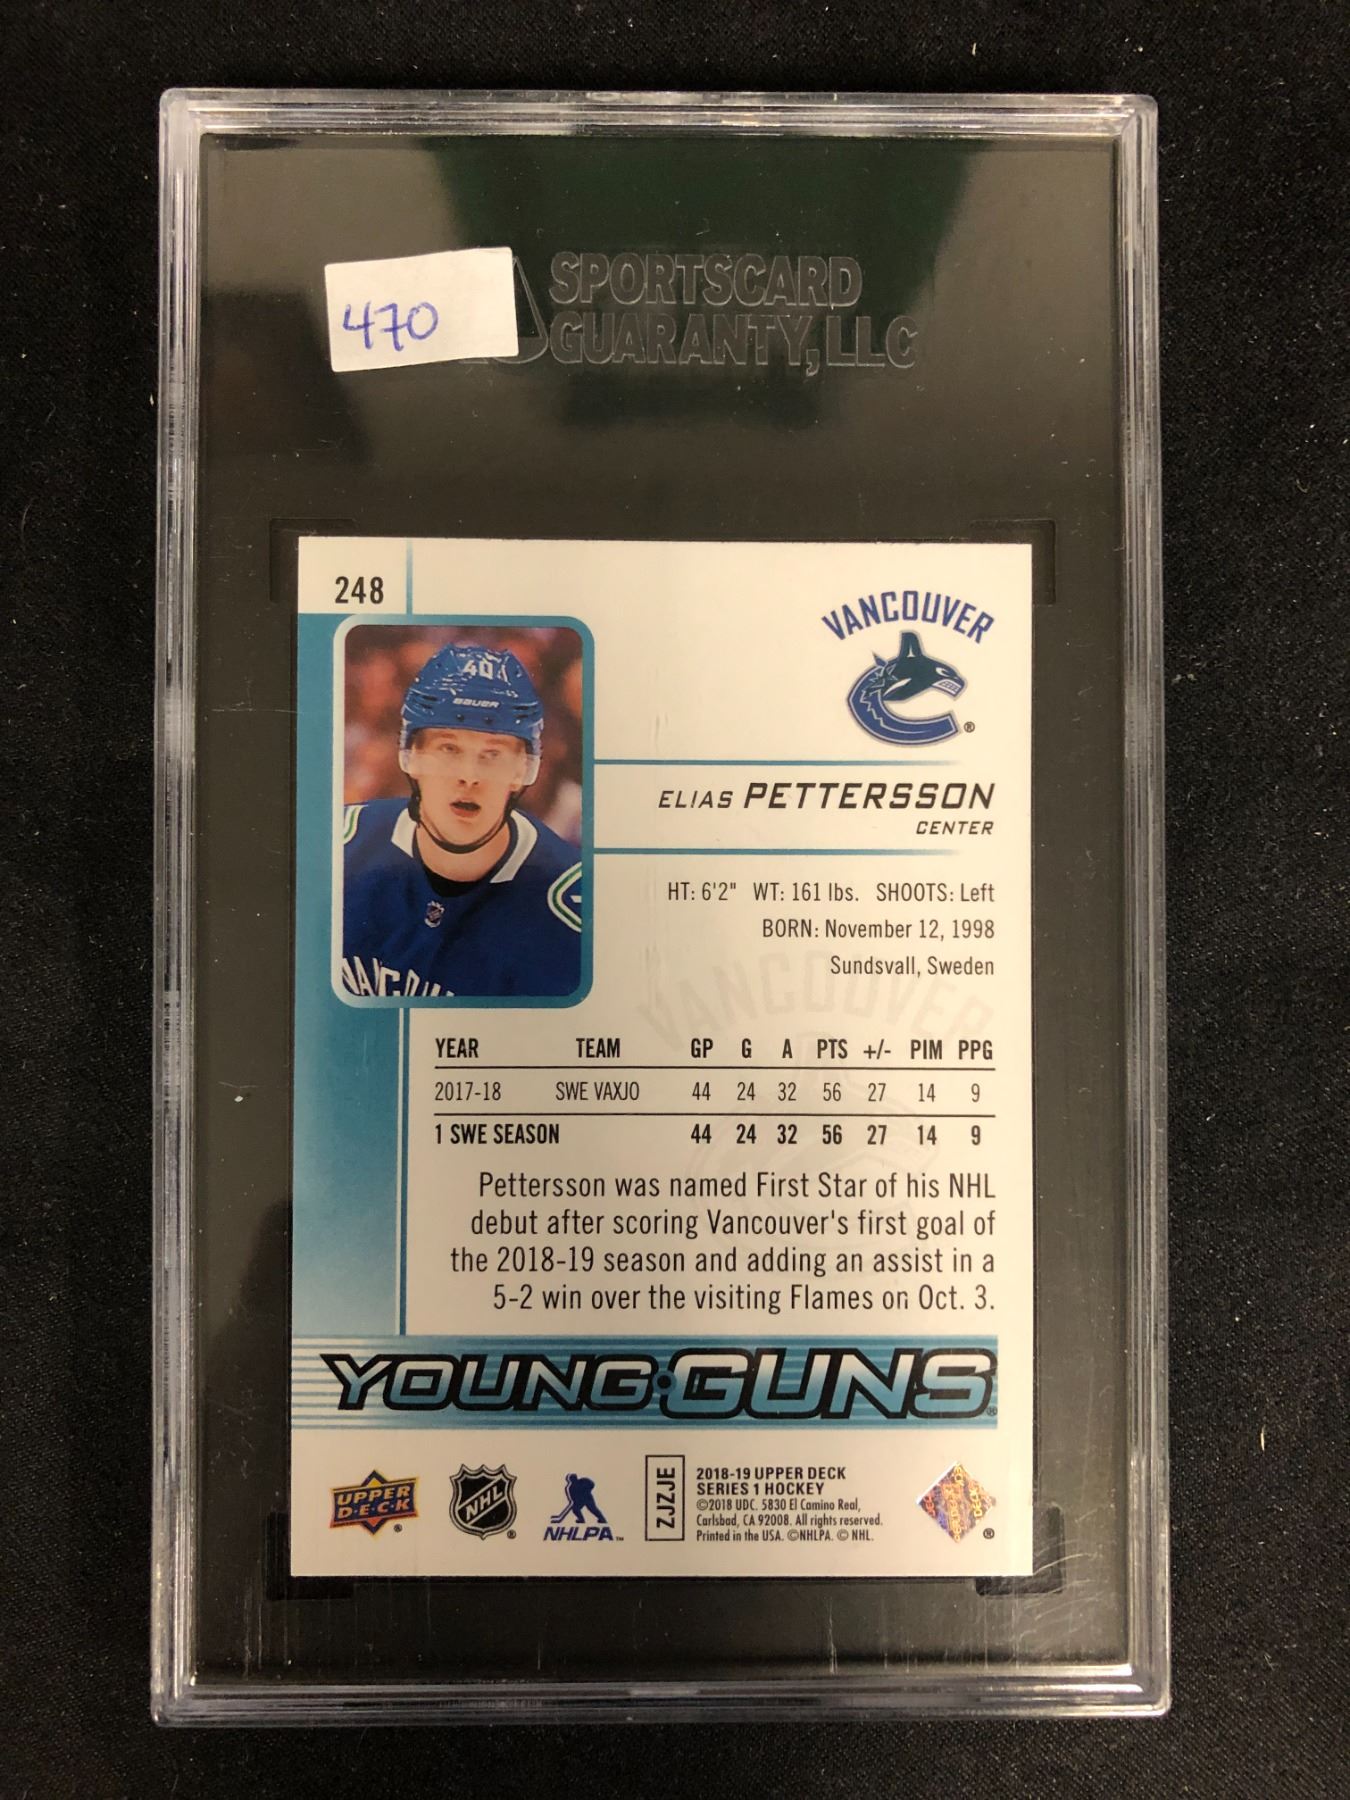 470
SPORTSCARD
GUARANTY, LLC
248
VANCOUVER
®
40
BAUER
ELIAS PETTERSSON
CENTER
HT: 6'2" WT: 161 lbs. SHOOTS: Left
BORN: November 12, 1998
Sundsvall, Sweden
VANCOUVER
YEAR TEAM GP G A PTS +/- PIM PPG
2017-18 SWE VAXJO 44 24 32 56 27 14 9
1 SWE SEASON 44 24 32 56 27 14 9
Pettersson was named First Star of his NHL
debut after scoring Vancouver's first goal of
the 2018-19 season and adding an assist in a
5-2 win over the visiting Flames on Oct. 3.
YOUNG GUNS®
UPPER
D·E·C·K®
NHL®
NHLPA™
ZJZJE
2018-19 UPPER DECK
SERIES 1 HOCKEY
©2018 UDC. 5830 El Camino Real,
Carlsbad, CA 92008. All rights reserved.
Printed in the USA. ©NHLPA. © NHL.
®